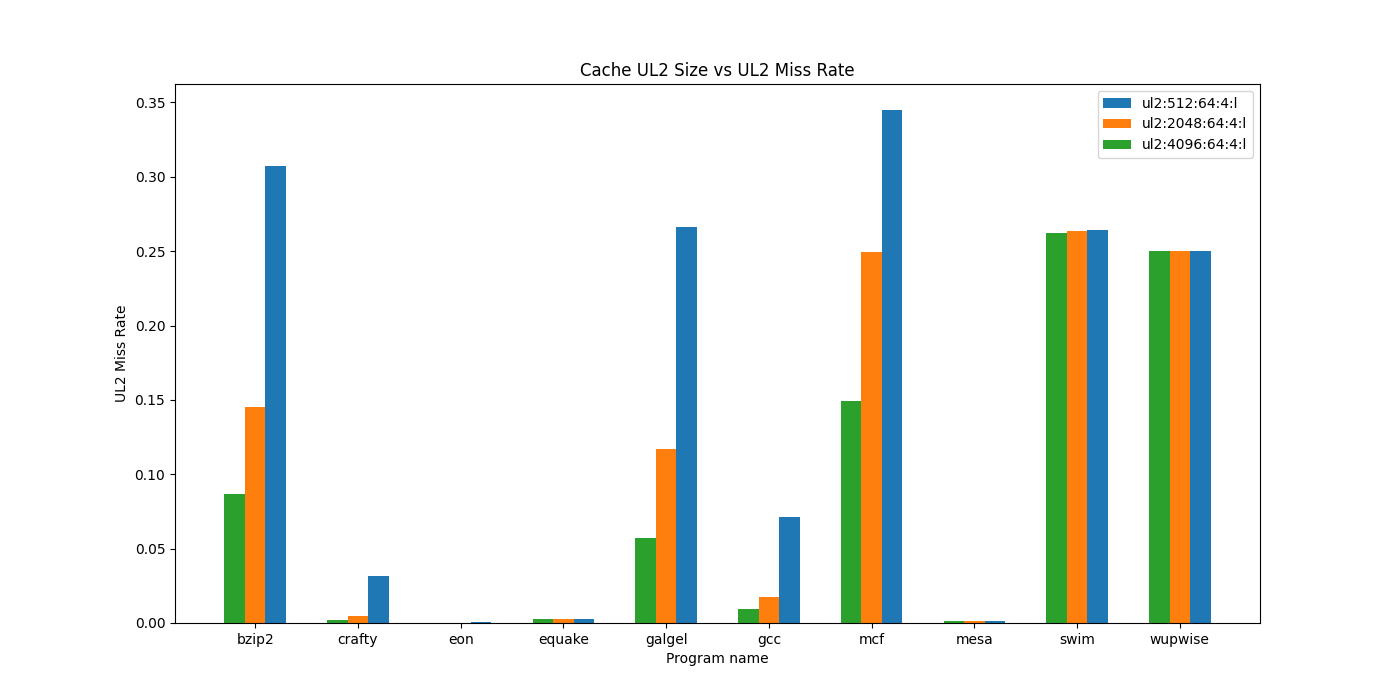 Cache UL2 Size vs UL2 Miss Rate
ul2:512:64:4:l
ul2:2048:64:4:l
ul2:4096:64:4:l
UL2 Miss Rate
0.35
0.30
0.25
0.20
0.15
0.10
0.05
0.00
bzip2 crafty eon equake galgel gcc mcf mesa swim wupwise
Program name